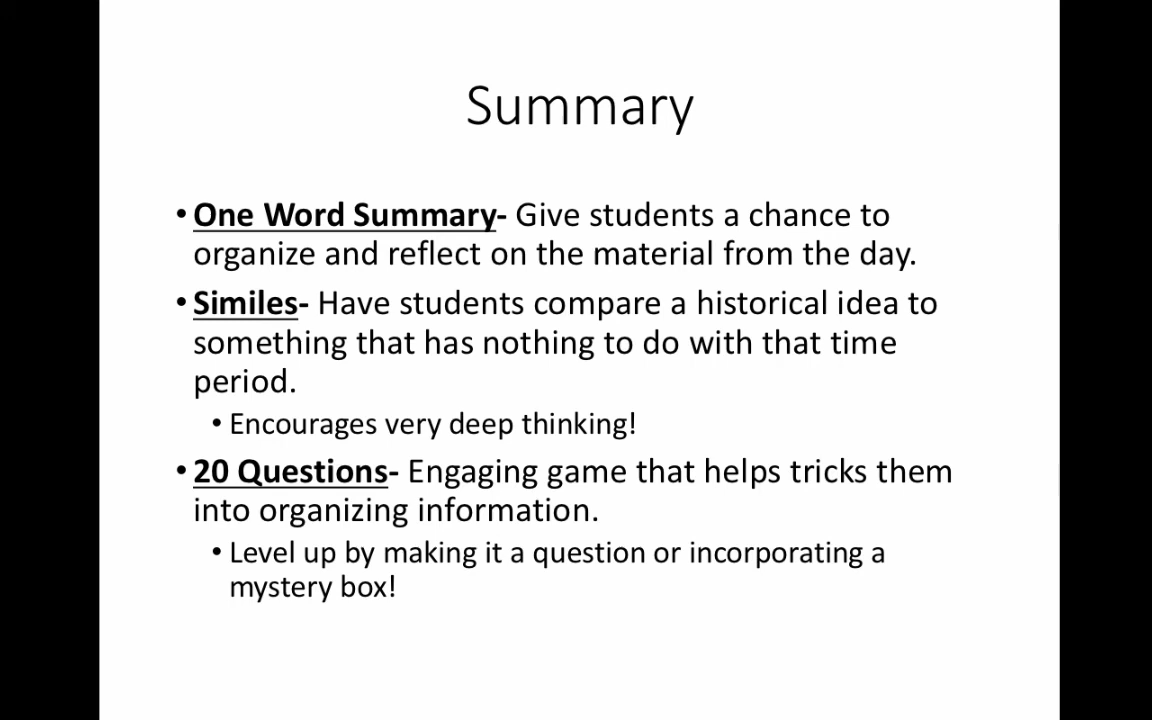 Summary
• One Word Summary- Give students a chance to
organize and reflect on the material from the day.
• Similes- Have students compare a historical idea to
something that has nothing to do with that time
period.
• Encourages very deep thinking!
• 20 Questions- Engaging game that helps tricks them
into organizing information.
• Level up by making it a question or incorporating a
mystery box!